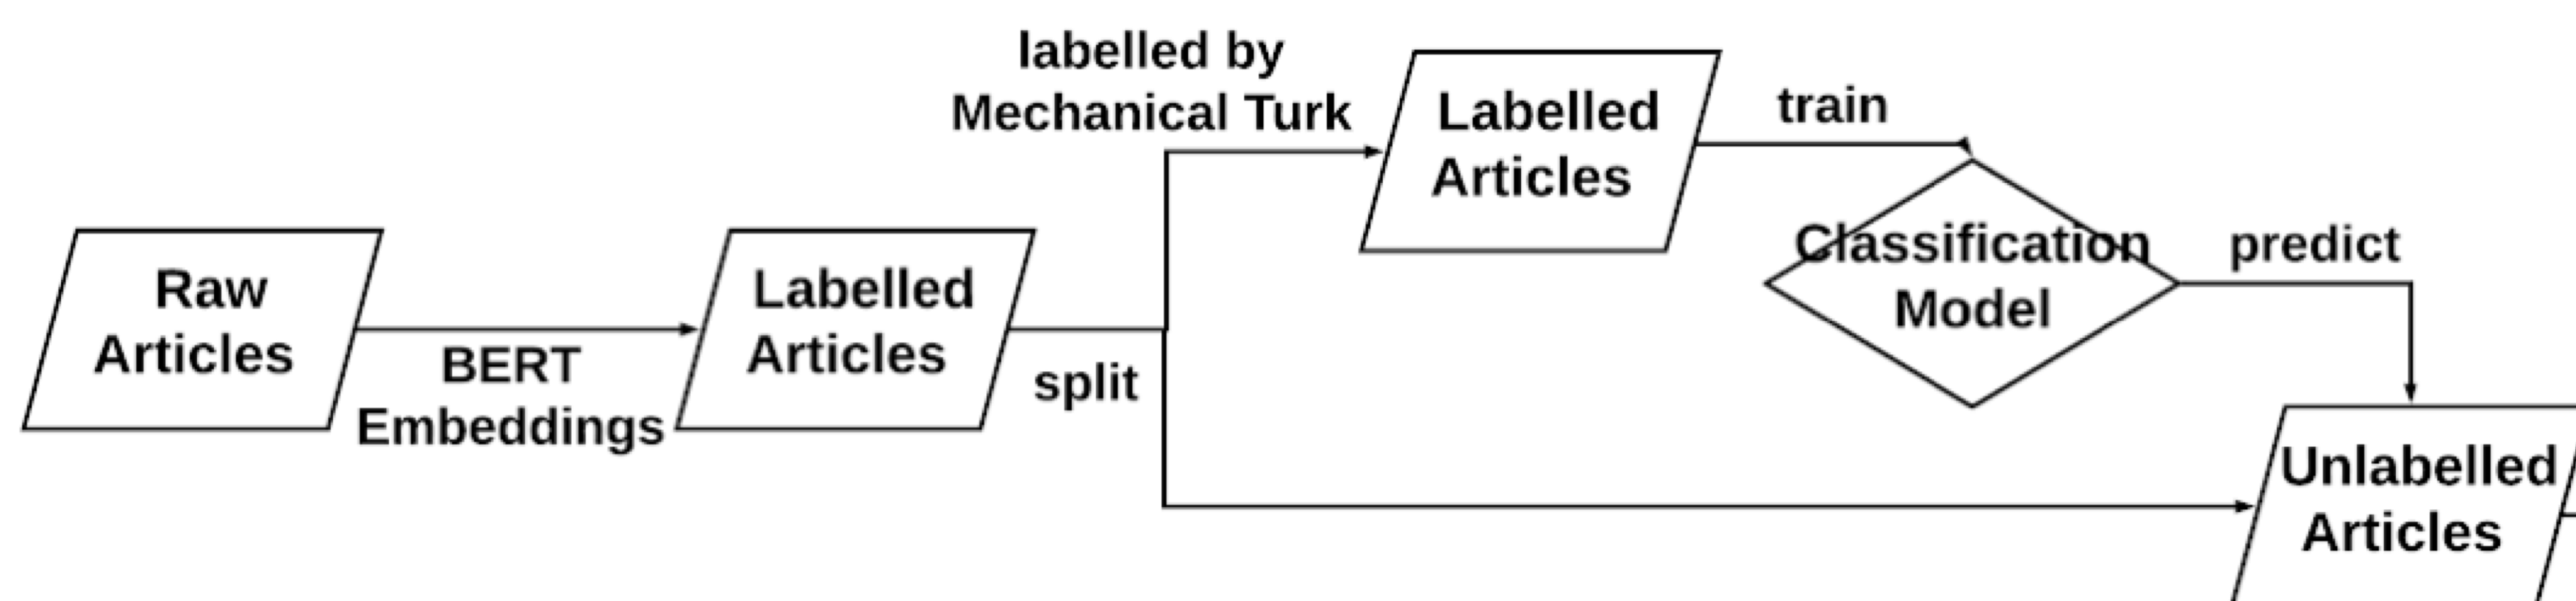 labelled by
Mechanical Turk
Labelled
Articles
train
Raw
Articles
BERT
Embeddings
Labelled
Articles
split
Classification
Model
predict
Unlabelled
Articles